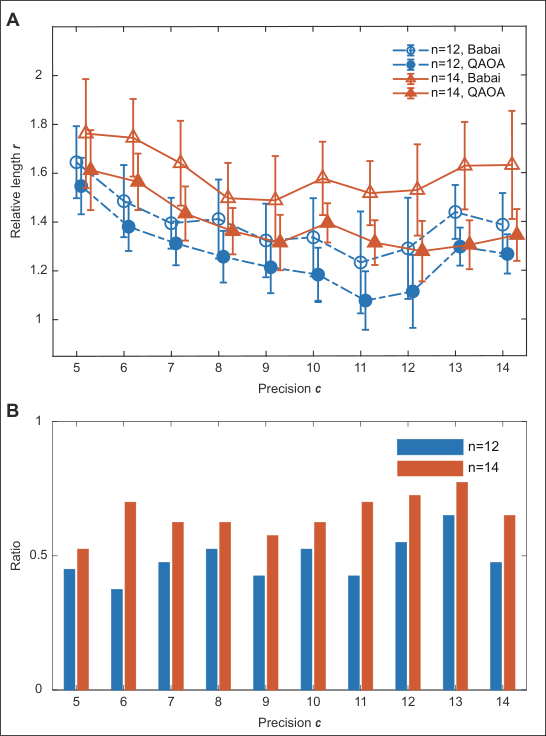 A
n=12, Babai
n=12, QAOA
n=14, Babai
n=14, QAOA
Relative length r
2
1.8
1.6
1.4
1.2
1
5 6 7 8 9 10 11 12 13 14
Precision c
B
n=12
n=14
Ratio
1
0.5
0
5 6 7 8 9 10 11 12 13 14
Precision c